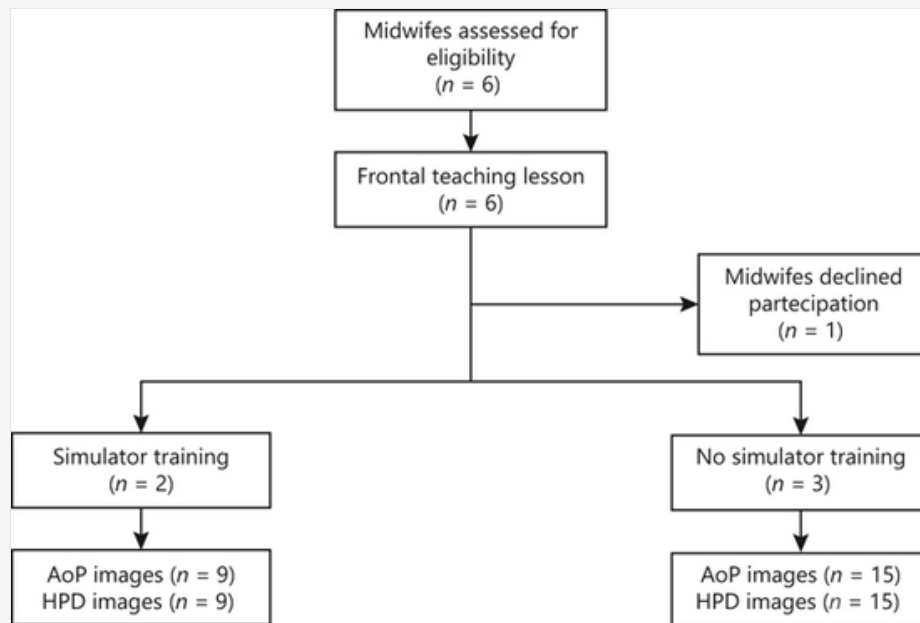 Midwifes assessed for
eligibility
(n = 6)
Frontal teaching lesson
(n = 6)
Midwifes declined
partecipation
(n = 1)
Simulator training
(n = 2)
No simulator training
(n = 3)
AoP images (n = 9)
HPD images (n = 9)
AoP images (n = 15)
HPD images (n = 15)